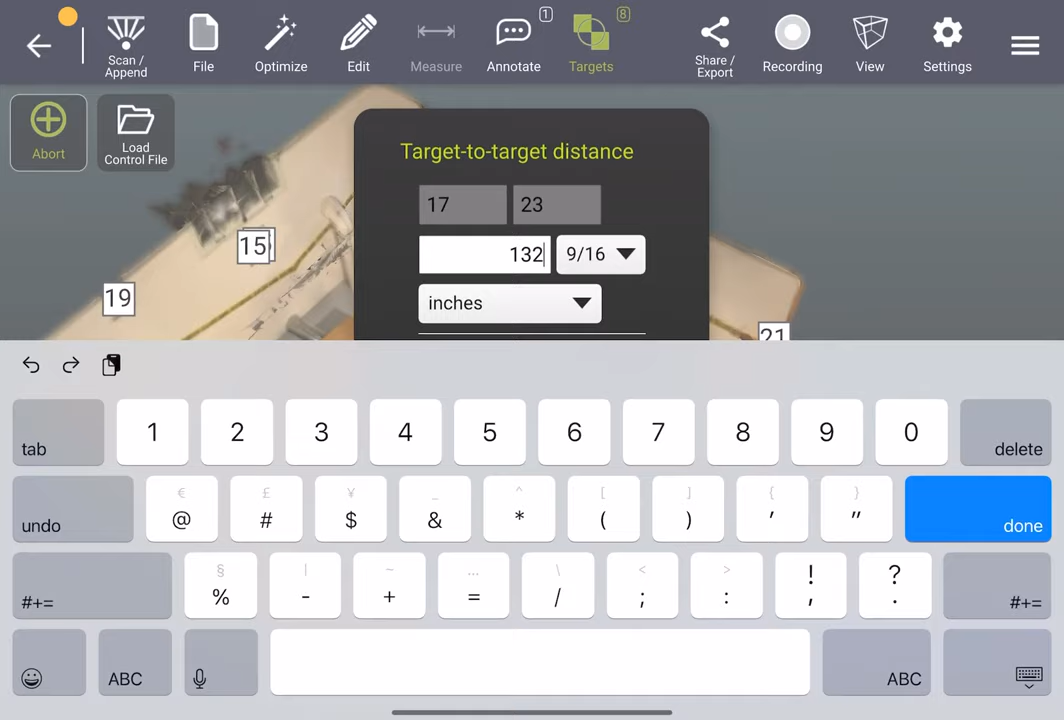 1 8
Scan / Append File Optimize Edit Measure Annotate Targets Share / Export Recording View Settings
Abort Load Control File
Target-to-target distance
17 23
132 9/16
inches
15
19
21
tab 1 2 3 4 5 6 7 8 9 0 delete
€ £ ¥ _ ^ [ ] { }
undo @ # $ & * ( ) ' " done
§ | ~ … \ < > ! ?
#+= % - + = / ; : , . #+=
ABC ABC